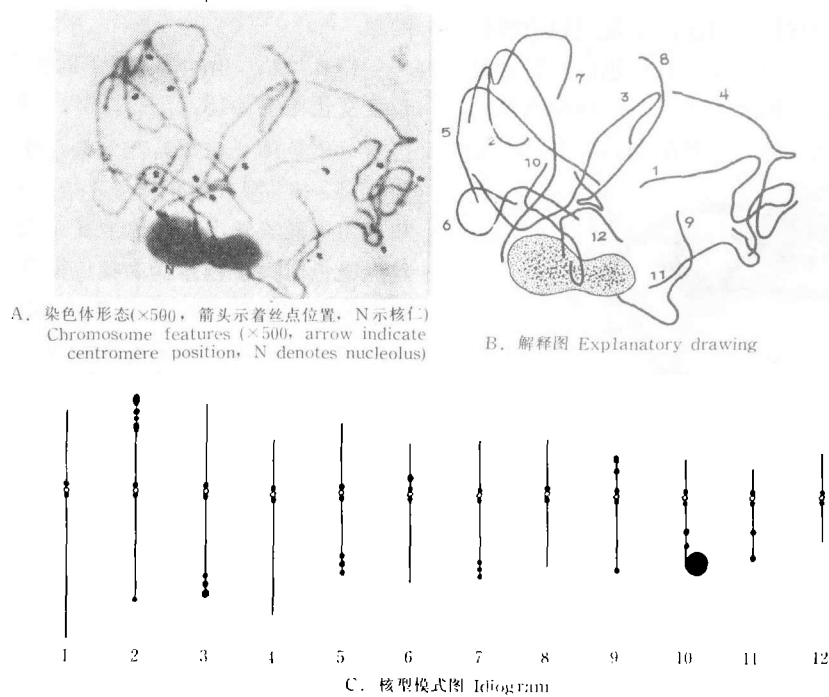 N
A. 染色体形态(×500, 箭头示着丝点位置, N示核仁)
Chromosome features (×500, arrow indicate
centromere position, N denotes nucleolus)
1
2
3
4
5
6
7
8
9
10
11
12
B. 解释图 Explanatory drawing
1 2 3 4 5 6 7 8 9 10 11 12
C. 核型模式图 Idiogram